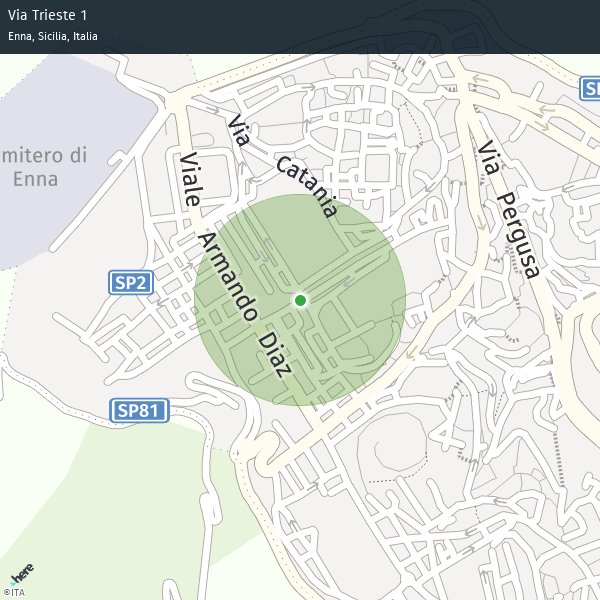 Via Trieste 1
Enna, Sicilia, Italia
SP
mitero di
Enna
Via
Catania
Viale
Armando
Diaz
Via Pergusa
SP2
SP81
here
©ITA